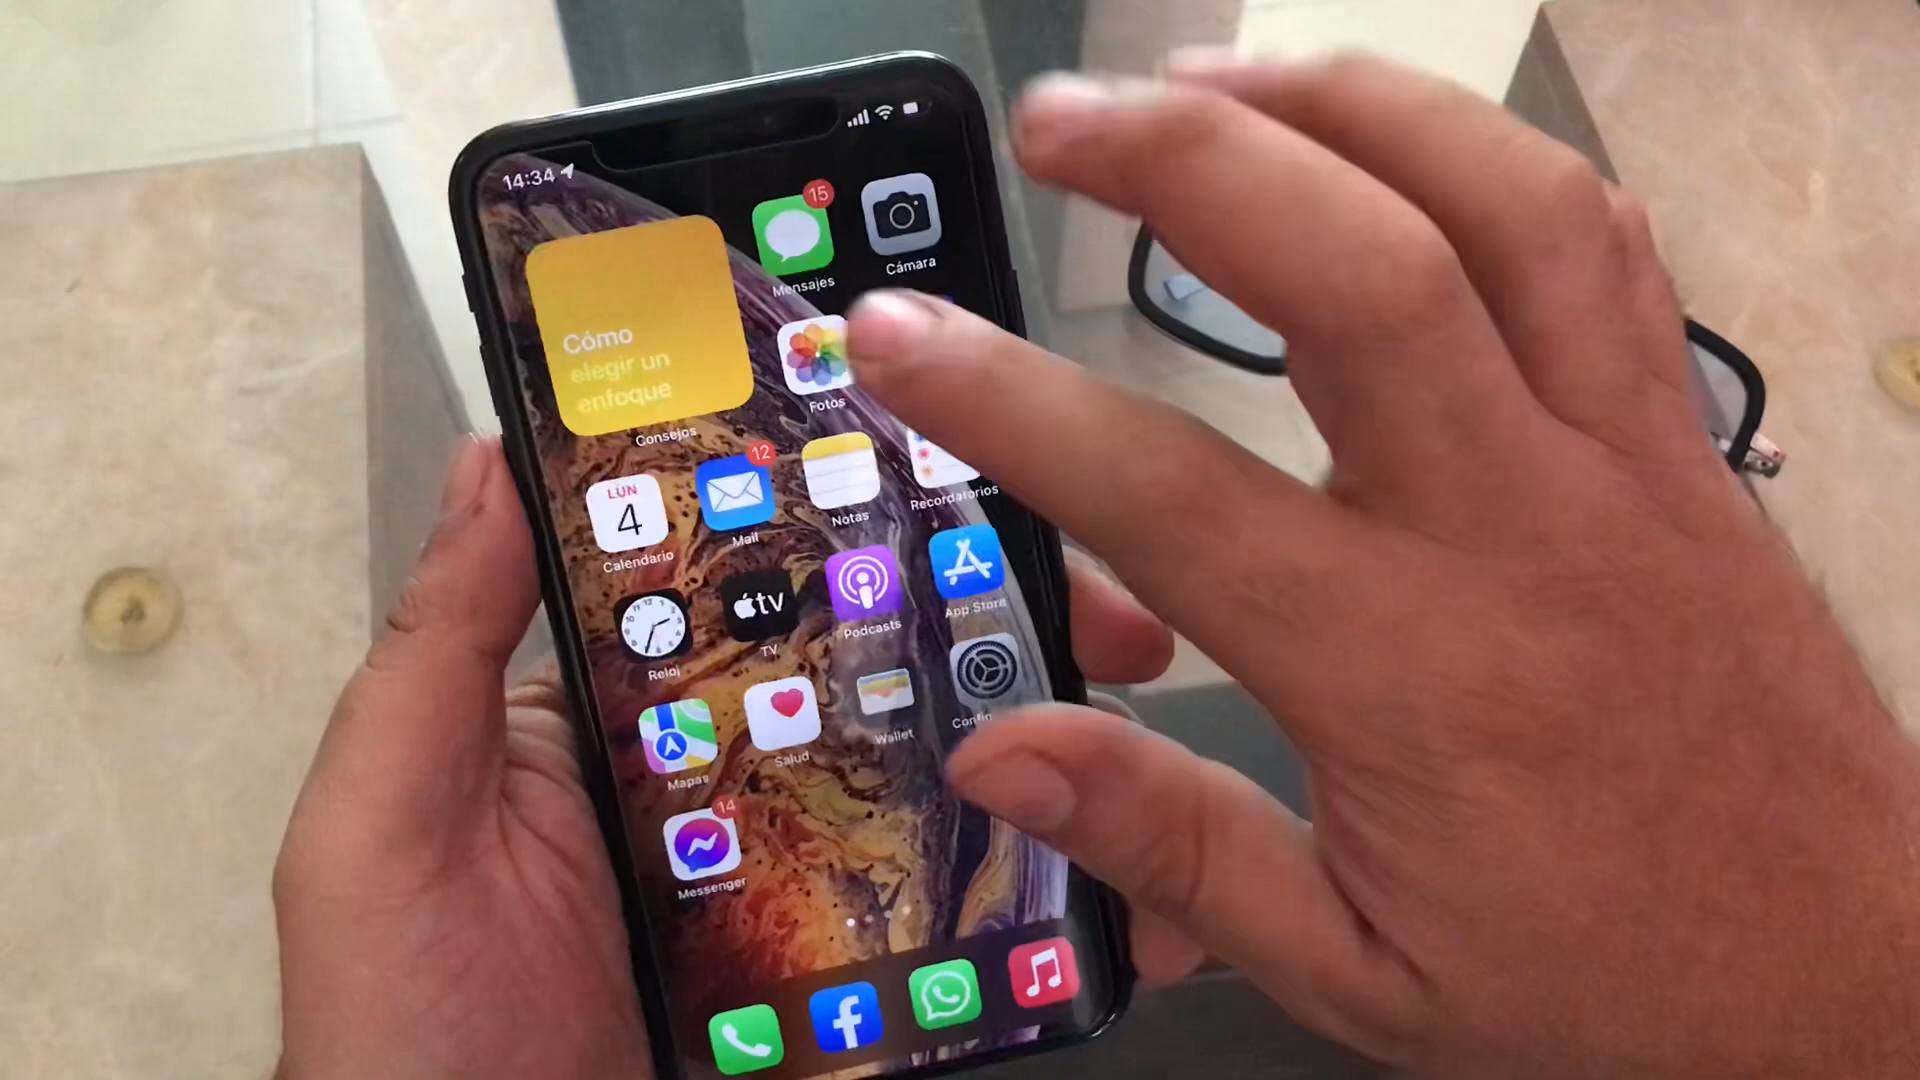 14:34
15
Mensajes
Cámara
Cómo
elegir un
enfoque
Consejos
Fotos
LUN
4
Calendario
12
Mail
Notas
Recordatorios
Reloj
tv
TV
Podcasts
App Store
Mapas
Salud
Wallet
14
Messenger